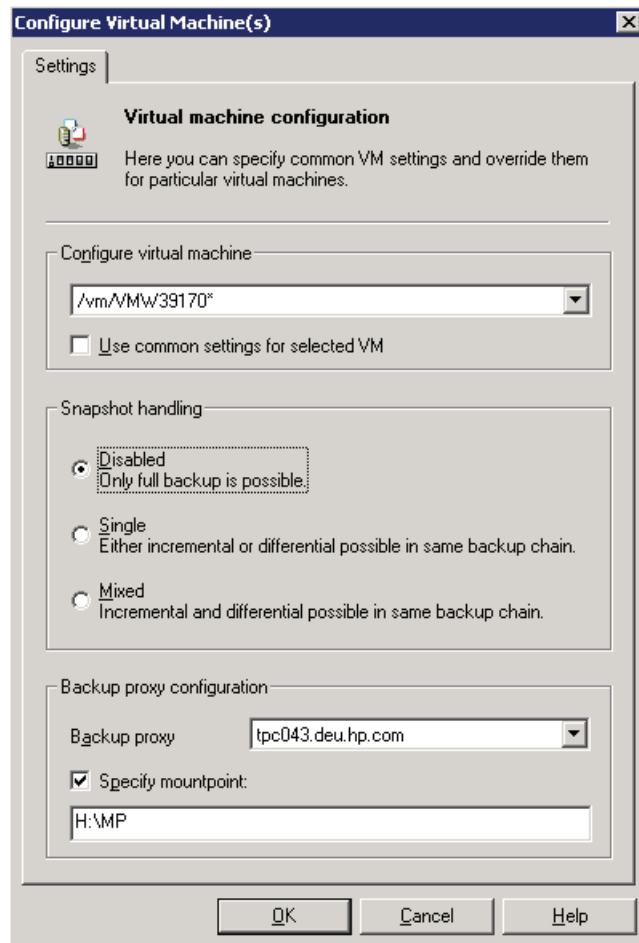 Configure Virtual Machine(s)
Settings
Virtual machine configuration
Here you can specify common VM settings and override them
for particular virtual machines.
Configure virtual machine
/vm/VMW39170*
Use common settings for selected VM
Snapshot handling
Disabled
Only full backup is possible.
Single
Either incremental or differential possible in same backup chain.
Mixed
Incremental and differential possible in same backup chain.
Backup proxy configuration
Backup proxy
tpc043.deu.hp.com
Specify mountpoint:
H:\MP
OK
Cancel
Help